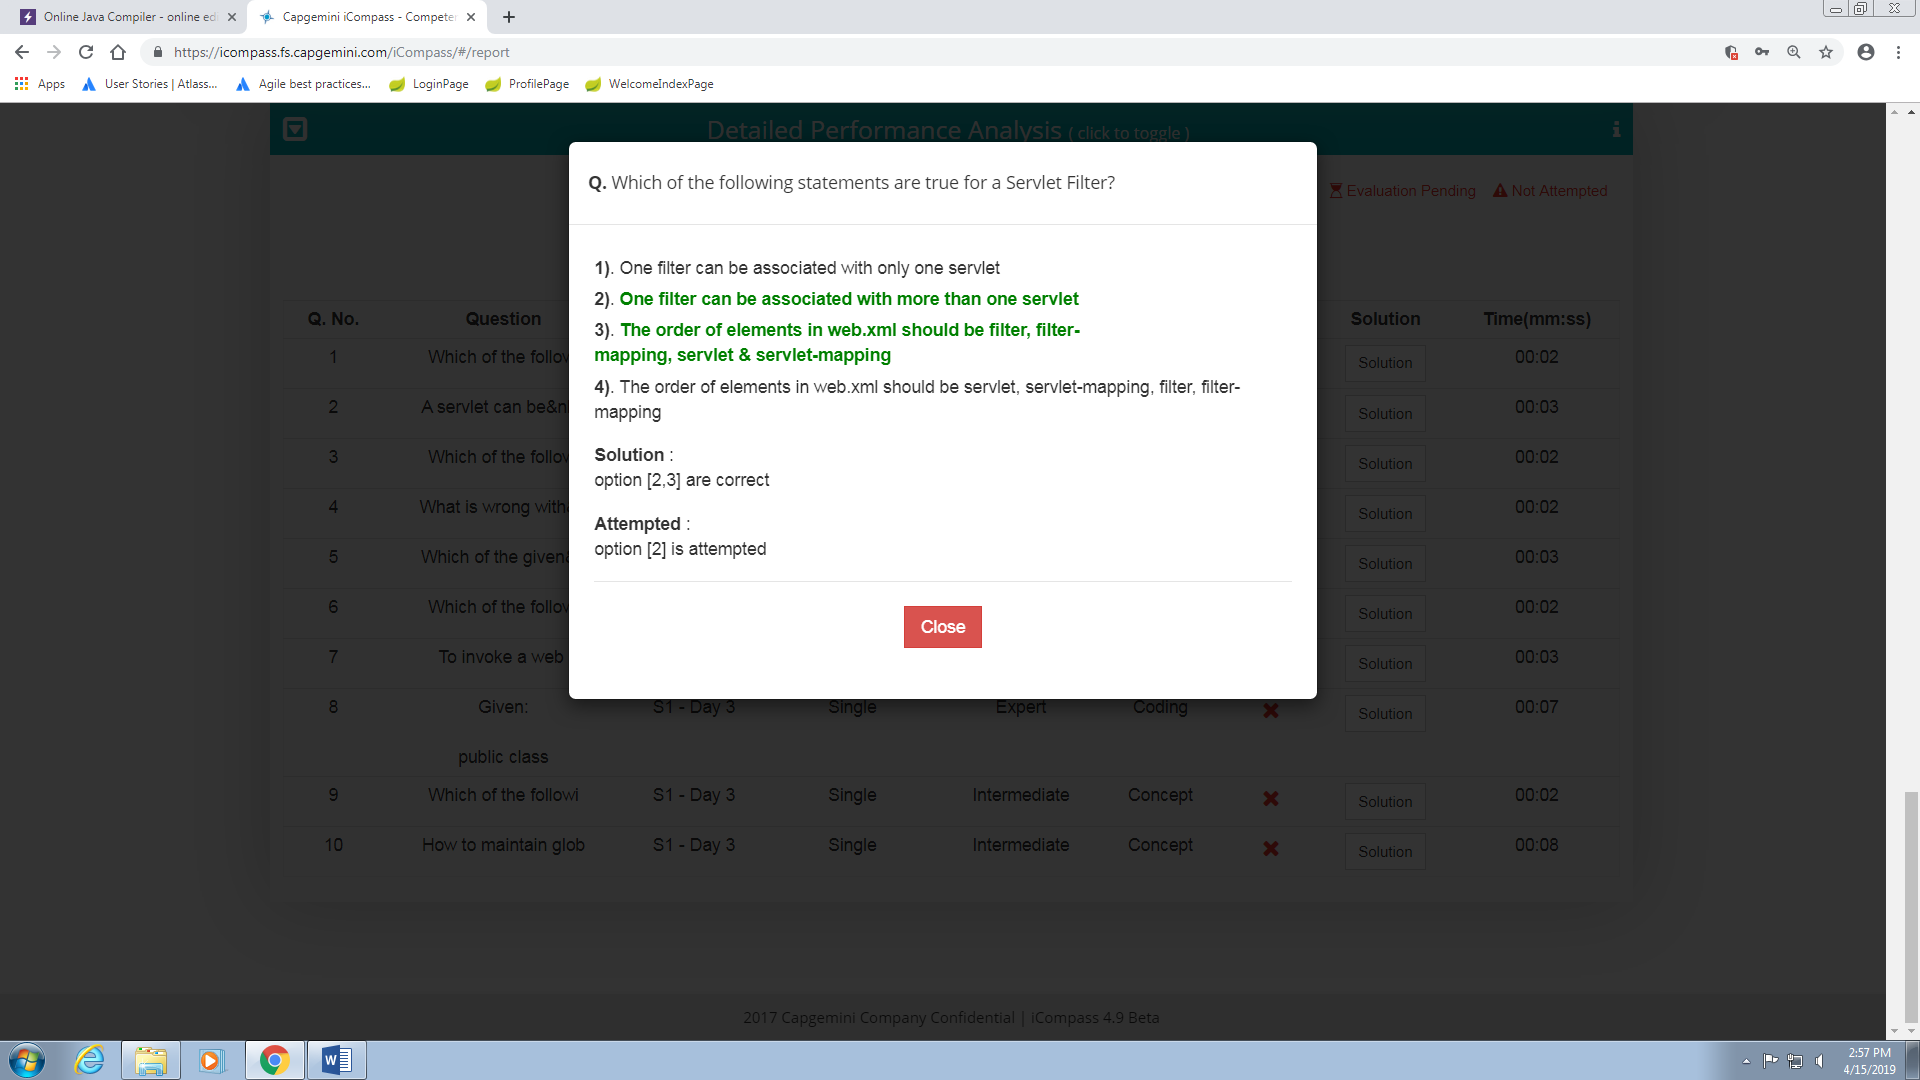 Online Java Compiler - online ed
Capgemini iCompass - Compete
https://icompass.fs.capgemini.com/iCompass/#/report
Apps
User Stories | Atlass...
Agile best practices...
LoginPage
ProfilePage
WelcomeIndexPage
Detailed Performance Analysis ( click to toggle )
Evaluation Pending
Not Attempted
Q. Which of the following statements are true for a Servlet Filter?
1). One filter can be associated with only one servlet
2). One filter can be associated with more than one servlet
3). The order of elements in web.xml should be filter, filter-
mapping, servlet & servlet-mapping
4). The order of elements in web.xml should be servlet, servlet-mapping, filter, filter-
mapping
Solution :
option [2,3] are correct
Attempted :
option [2] is attempted
Close
Q. No. Question Solution Time(mm:ss)
1 Which of the follov Solution 00:02
2 A servlet can be&n Solution 00:03
3 Which of the follov Solution 00:02
4 What is wrong with Solution 00:02
5 Which of the given Solution 00:03
6 Which of the follov Solution 00:02
7 To invoke a web Solution 00:03
8 Given: S1 - Day 3 Single Expert Coding Solution 00:07
public class
9 Which of the followi S1 - Day 3 Single Intermediate Concept Solution 00:02
10 How to maintain glob S1 - Day 3 Single Intermediate Concept Solution 00:08
2017 Capgemini Company Confidential | iCompass 4.9 Beta
2:57 PM
4/15/2019